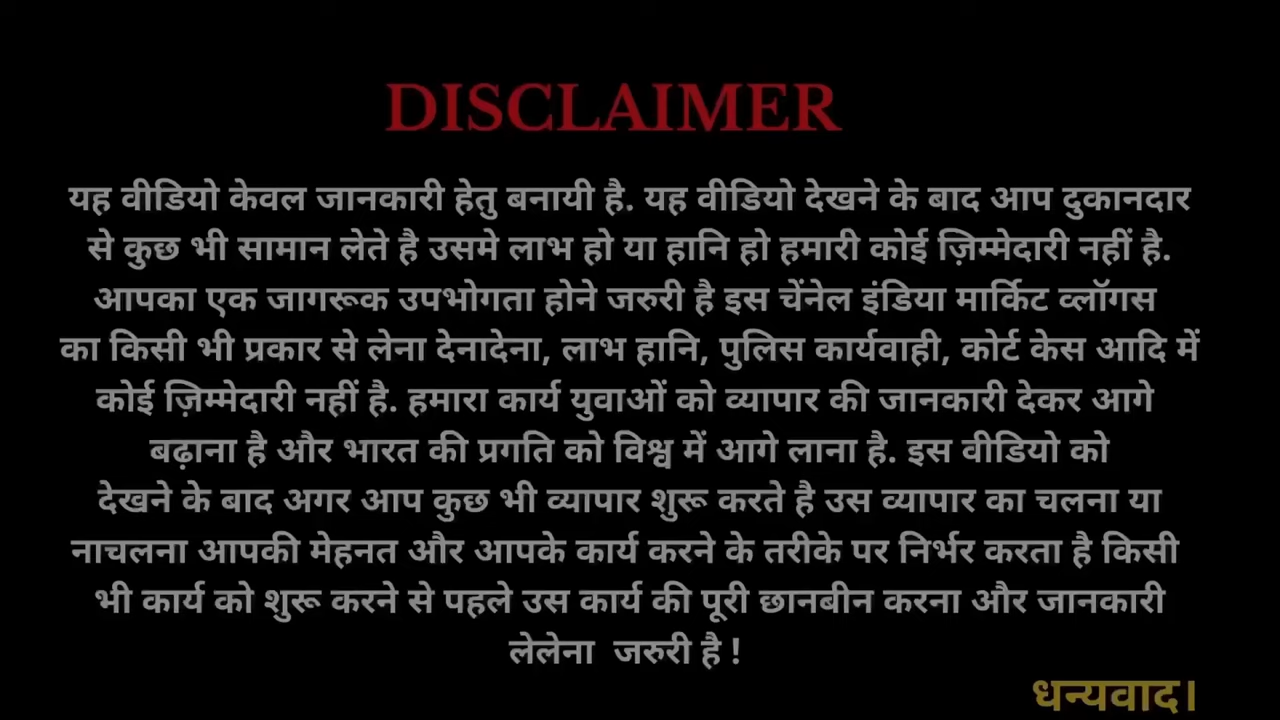 DISCLAIMER
यह वीडियो केवल जानकारी हेतु बनायी है. यह वीडियो देखने के बाद आप दुकानदार
से कुछ भी सामान लेते है उसमे लाभ हो या हानि हो हमारी कोई ज़िम्मेदारी नहीं है.
आपका एक जागरूक उपभोगता होने जरुरी है इस चेंनेल इंडिया मार्किट व्लॉगस
का किसी भी प्रकार से लेना देनादेना, लाभ हानि, पुलिस कार्यवाही, कोर्ट केस आदि में
कोई ज़िम्मेदारी नहीं है. हमारा कार्य युवाओं को व्यापार की जानकारी देकर आगे
बढ़ाना है और भारत की प्रगति को विश्व में आगे लाना है. इस वीडियो को
देखने के बाद अगर आप कुछ भी व्यापार शुरू करते है उस व्यापार का चलना या
नाचलना आपकी मेहनत और आपके कार्य करने के तरीके पर निर्भर करता है किसी
भी कार्य को शुरू करने से पहले उस कार्य की पूरी छानबीन करना और जानकारी
लेलेना जरुरी है !
धन्यवाद।